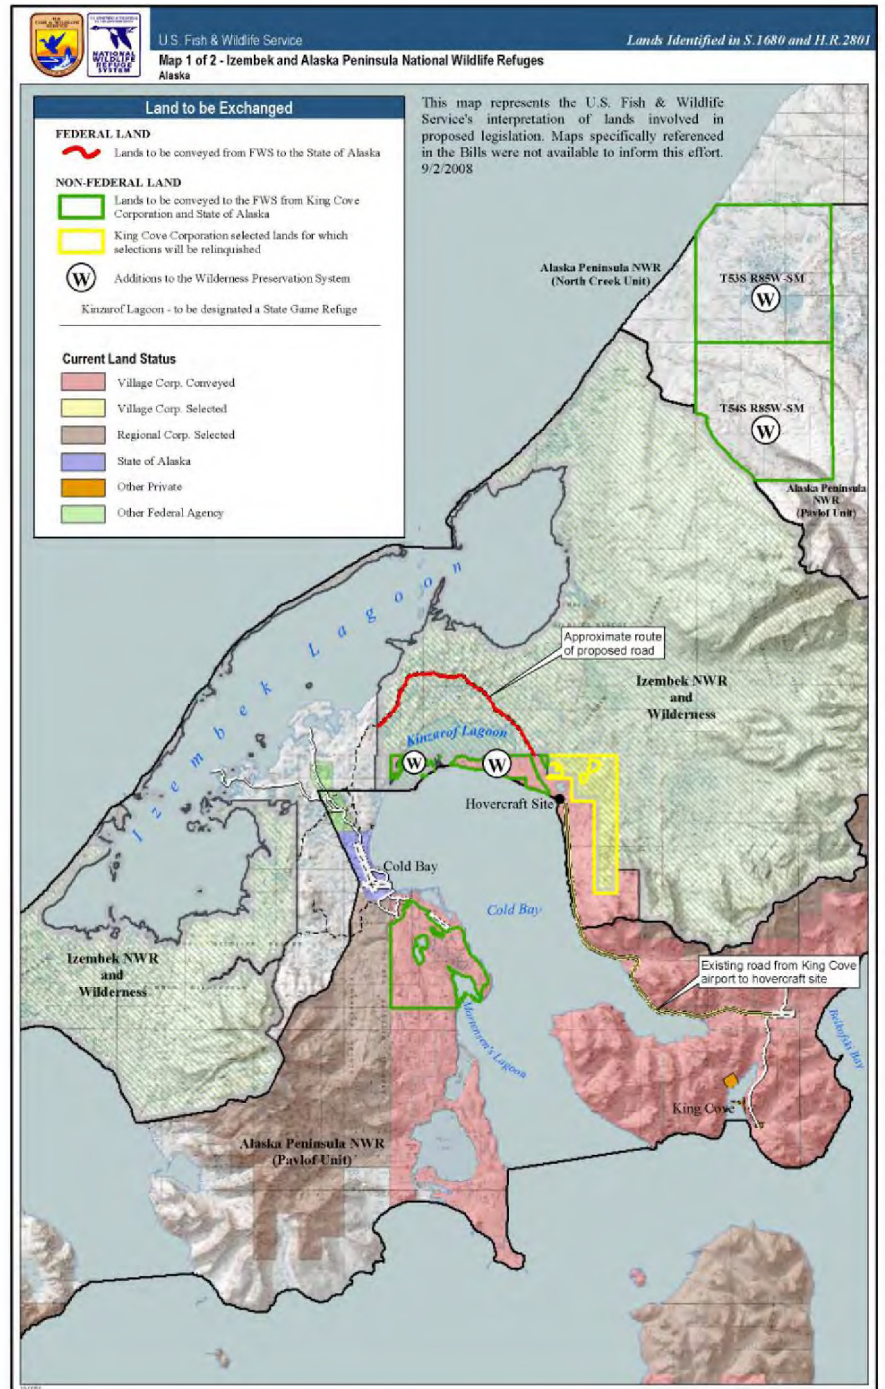 U.S. Fish & Wildlife Service
Lands Identified in S.1680 and H.R.2801
NATIONAL
WILDLIFE
REFUGE
SYSTEM
Map 1 of 2 - Izembek and Alaska Peninsula National Wildlife Refuges
Alaska
Land to be Exchanged
FEDERAL LAND
Lands to be conveyed from FWS to the State of Alaska
NON-FEDERAL LAND
Lands to be conveyed to the FWS from King Cove
Corporation and State of Alaska
King Cove Corporation selected lands for which
selections will be relinquished
W
Additions to the Wilderness Preservation System
Kinzarof Lagoon - to be designated a State Game Refuge
Current Land Status
Village Corp. Conveyed
Village Corp. Selected
Regional Corp. Selected
State of Alaska
Other Private
Other Federal Agency
This map represents the U.S. Fish & Wildlife
Service's interpretation of lands involved in
proposed legislation. Maps specifically referenced
in the Bills were not available to inform this effort.
9/2/2008
Alaska Peninsula NWR
(North Creek Unit)
T53S R85W-SM
W
T54S R85W-SM
W
Alaska Peninsula
NWR
(Pavlof Unit)
Izembek Lagoon
Approximate route
of proposed road
Izembek NWR
and
Wilderness
Kinzarof Lagoon
W
W
Hovercraft Site
Cold Bay
Cold Bay
Izembek NWR
and
Wilderness
Existing road from King Cove
airport to hovercraft site
Mortensen's Lagoon
Belkofski Bay
King Cove
Alaska Peninsula NWR
(Pavlof Unit)